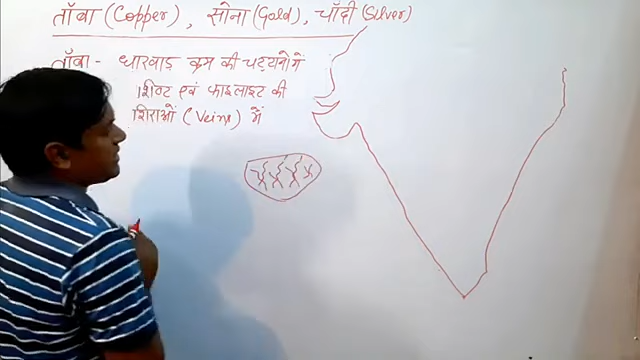 ताँबा (Copper), सोना (Gold), चाँदी (Silver)
ताँबा - धारवाड़ क्रम की चट्टानों में
शिष्ट एवं फाइलाइट की
शिराओं (Veins) में